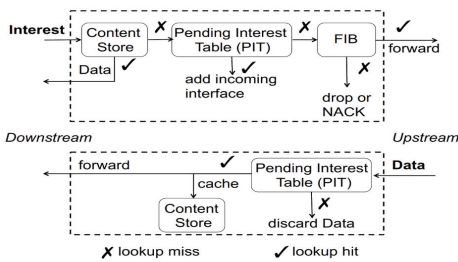 Interest
Content
Store
Pending Interest
Table (PIT)
FIB
forward
Data
add incoming
interface
drop or
NACK
Downstream
Upstream
forward
cache
Pending Interest
Table (PIT)
Data
Content
Store
discard Data
✗ lookup miss
✓ lookup hit